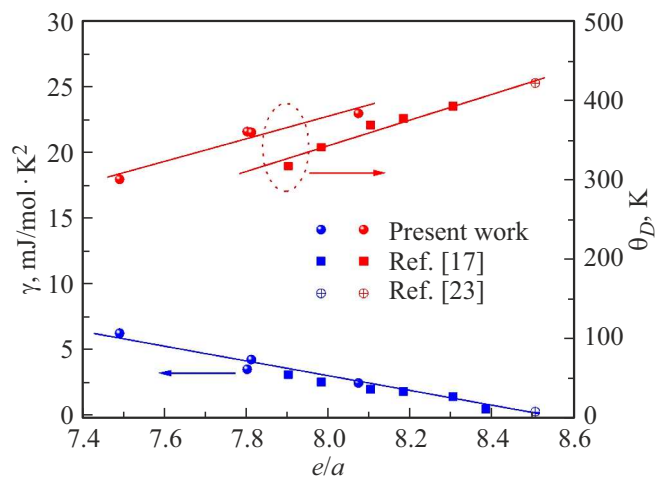 30
25
20
15
10
5
0
γ, mJ/mol · K²
500
400
300
200
100
0
θ_D, K
Present work
Ref. [17]
Ref. [23]
7.4 7.6 7.8 8.0 8.2 8.4 8.6
e/a